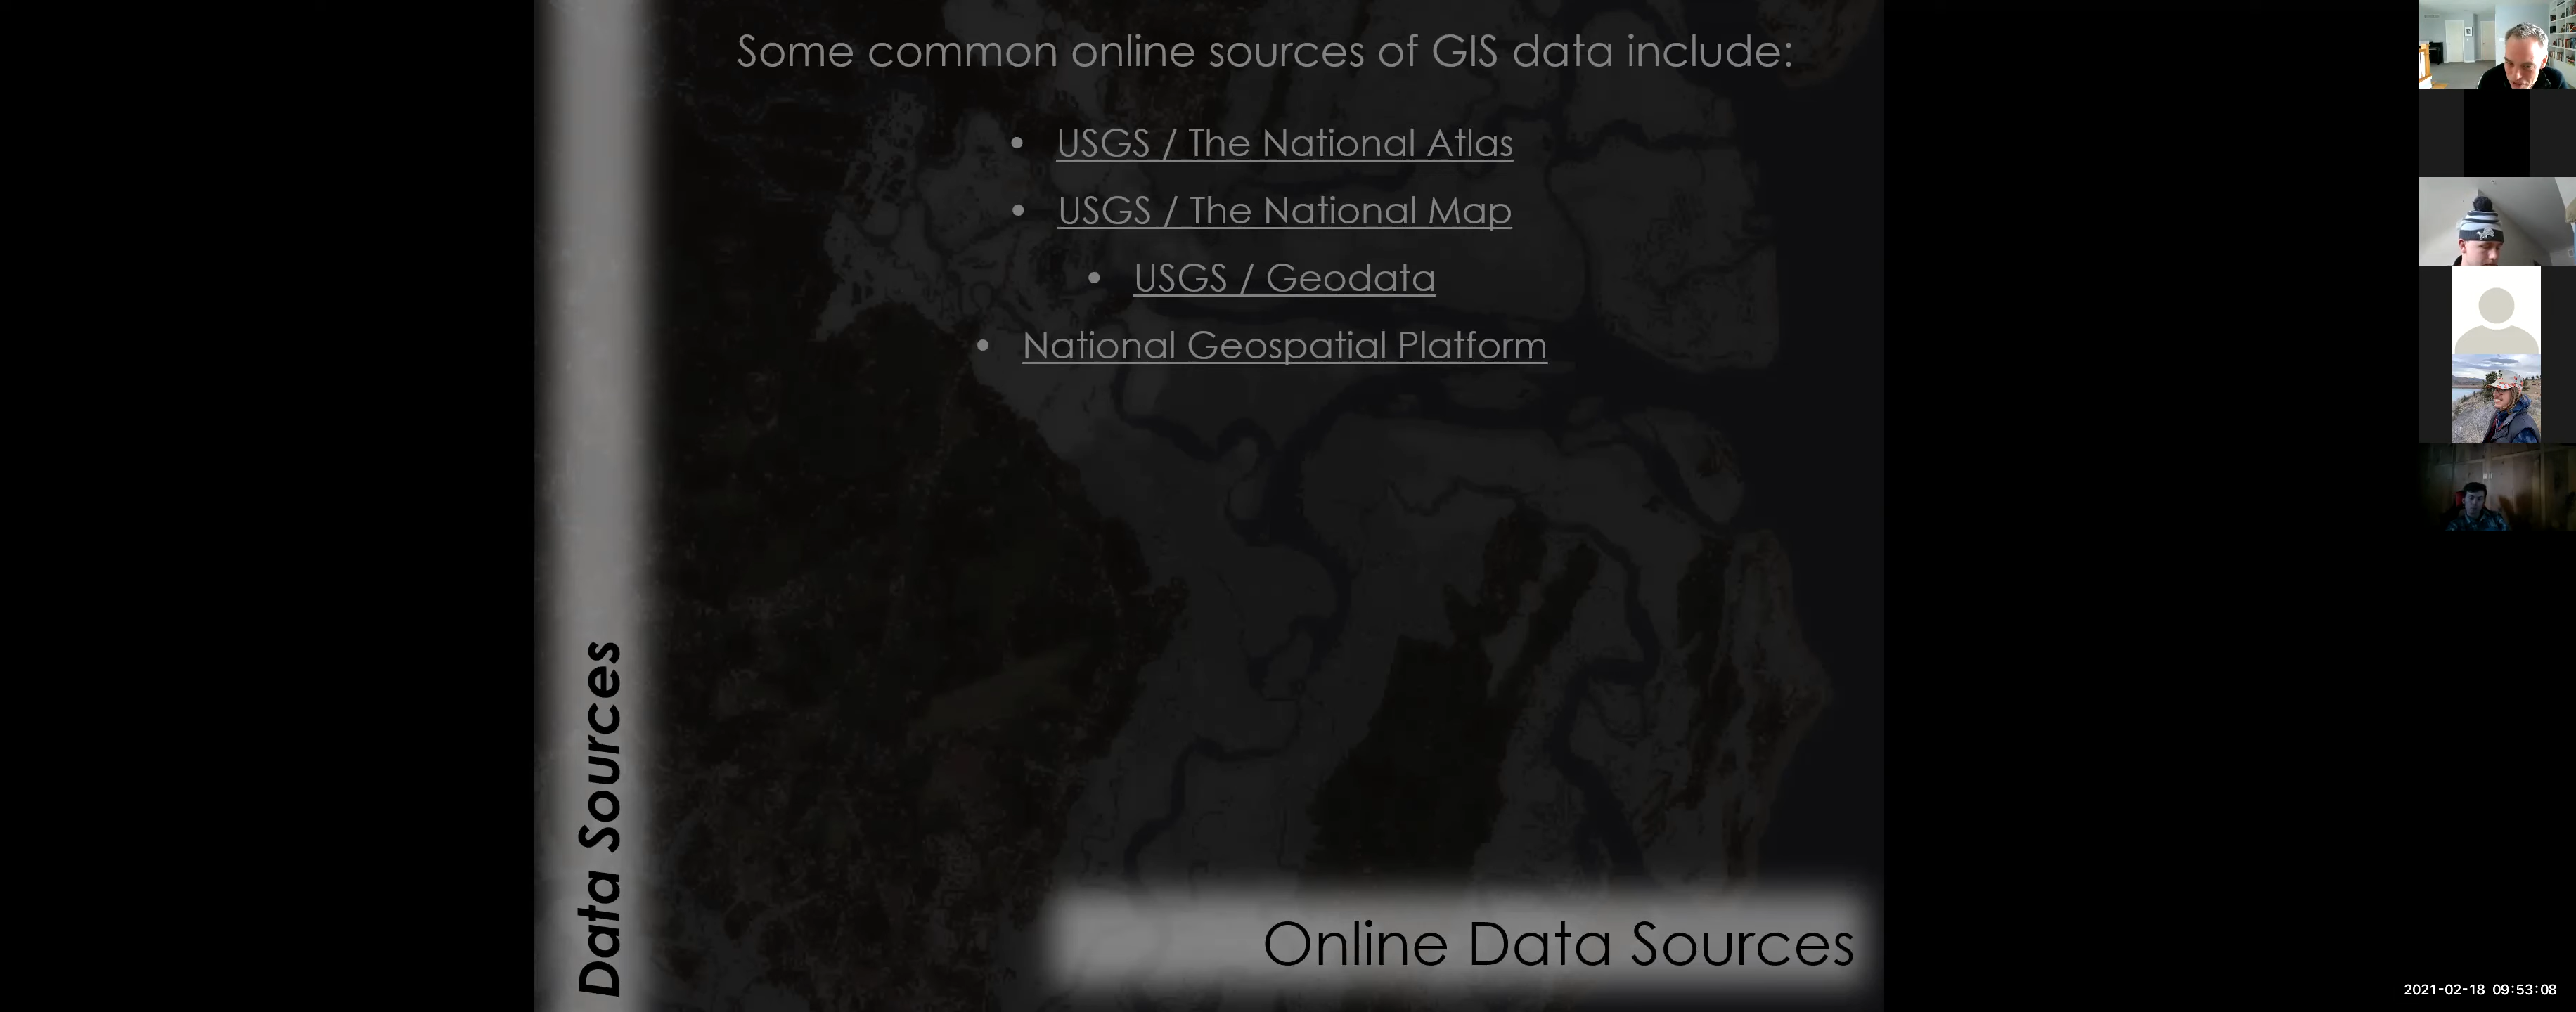 Some common online sources of GIS data include:
• USGS / The National Atlas
• USGS / The National Map
• USGS / Geodata
• National Geospatial Platform
Data Sources
Online Data Sources
2021-02-18 09:53:08